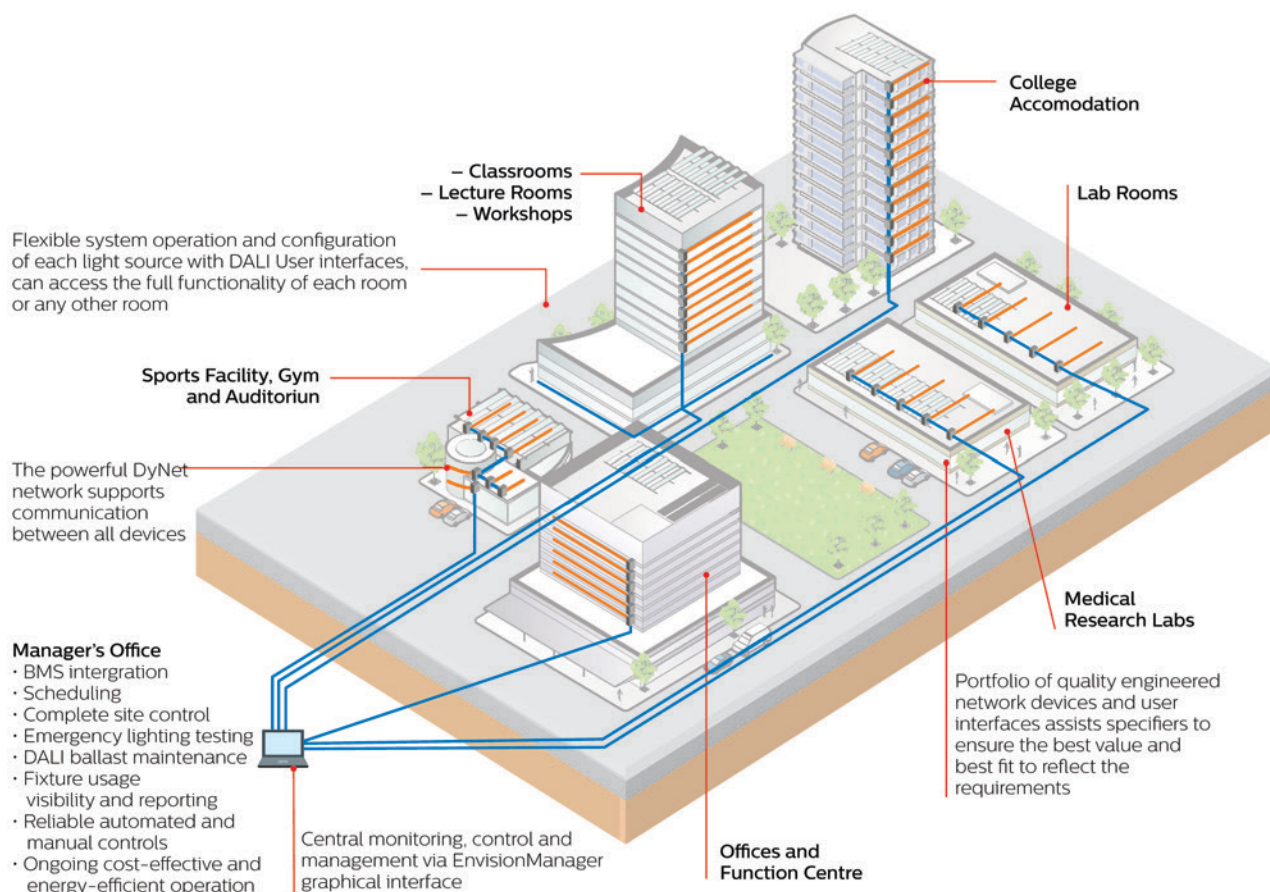 College
Accomodation
– Classrooms
– Lecture Rooms
– Workshops
Lab Rooms
Flexible system operation and configuration
of each light source with DALI User interfaces,
can access the full functionality of each room
or any other room
Sports Facility, Gym
and Auditoriun
The powerful DyNet
network supports
communication
between all devices
Medical
Research Labs
Manager's Office
· BMS intergration
· Scheduling
· Complete site control
· Emergency lighting testing
· DALI ballast maintenance
· Fixture usage
visibility and reporting
· Reliable automated and
manual controls
· Ongoing cost-effective and
energy-efficient operation
Portfolio of quality engineered
network devices and user
interfaces assists specifiers to
ensure the best value and
best fit to reflect the
requirements
Central monitoring, control and
management via EnvisionManager
graphical interface
Offices and
Function Centre